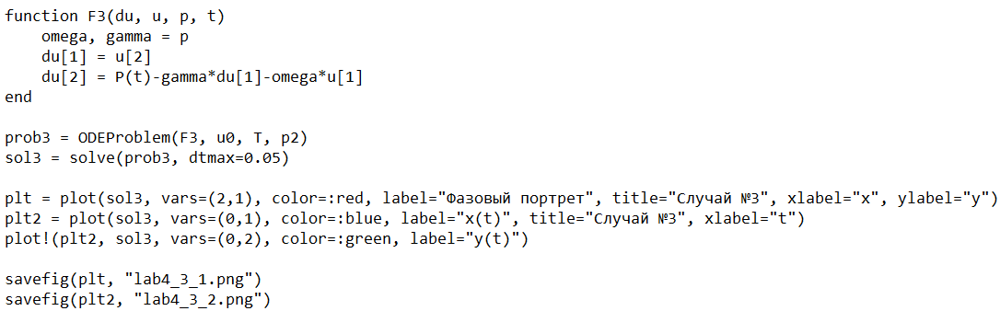 function F3(du, u, p, t)
    omega, gamma = p
    du[1] = u[2]
    du[2] = P(t)-gamma*du[1]-omega*u[1]
end

prob3 = ODEProblem(F3, u0, T, p2)
sol3 = solve(prob3, dtmax=0.05)

plt = plot(sol3, vars=(2,1), color=:red, label="Фазовый портрет", title="Случай №3", xlabel="x", ylabel="y")
plt2 = plot(sol3, vars=(0,1), color=:blue, label="x(t)", title="Случай №3", xlabel="t")
plot!(plt2, sol3, vars=(0,2), color=:green, label="y(t)")

savefig(plt, "lab4_3_1.png")
savefig(plt2, "lab4_3_2.png")